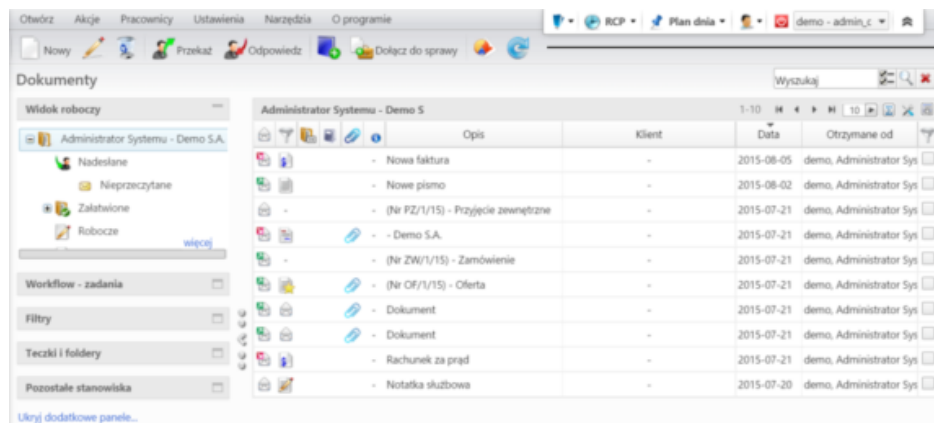 Otwórz Akcje Pracownicy Ustawienia Narzędzia O programie RCP Plan dnia demo - admin_c
Nowy Przekaż Odpowiedz Dołącz do sprawy
Dokumenty Wyszukaj
Widok roboczy
Administrator Systemu - Demo S.A.
Nadesłane
Nieprzeczytane
Załatwione
Robocze
więcej
Workflow - zadania
Filtry
Teczki i foldery
Pozostałe stanowiska
Ukryj dodatkowe panele...
Administrator Systemu - Demo S 1-10 10
Opis Klient Data Otrzymane od
- Nowa faktura - 2015-08-05 demo, Administrator Sys
- Nowe pismo - 2015-08-02 demo, Administrator Sys
- - (Nr PZ/1/15) - Przyjęcie zewnętrzne - 2015-07-21 demo, Administrator Sys
- - Demo S.A. - 2015-07-21 demo, Administrator Sys
- - (Nr ZW/1/15) - Zamówienie - 2015-07-21 demo, Administrator Sys
- (Nr OF/1/15) - Oferta - 2015-07-21 demo, Administrator Sys
- Dokument - 2015-07-21 demo, Administrator Sys
- Dokument - 2015-07-21 demo, Administrator Sys
- Rachunek za prąd - 2015-07-21 demo, Administrator Sys
- Notatka służbowa - 2015-07-20 demo, Administrator Sys